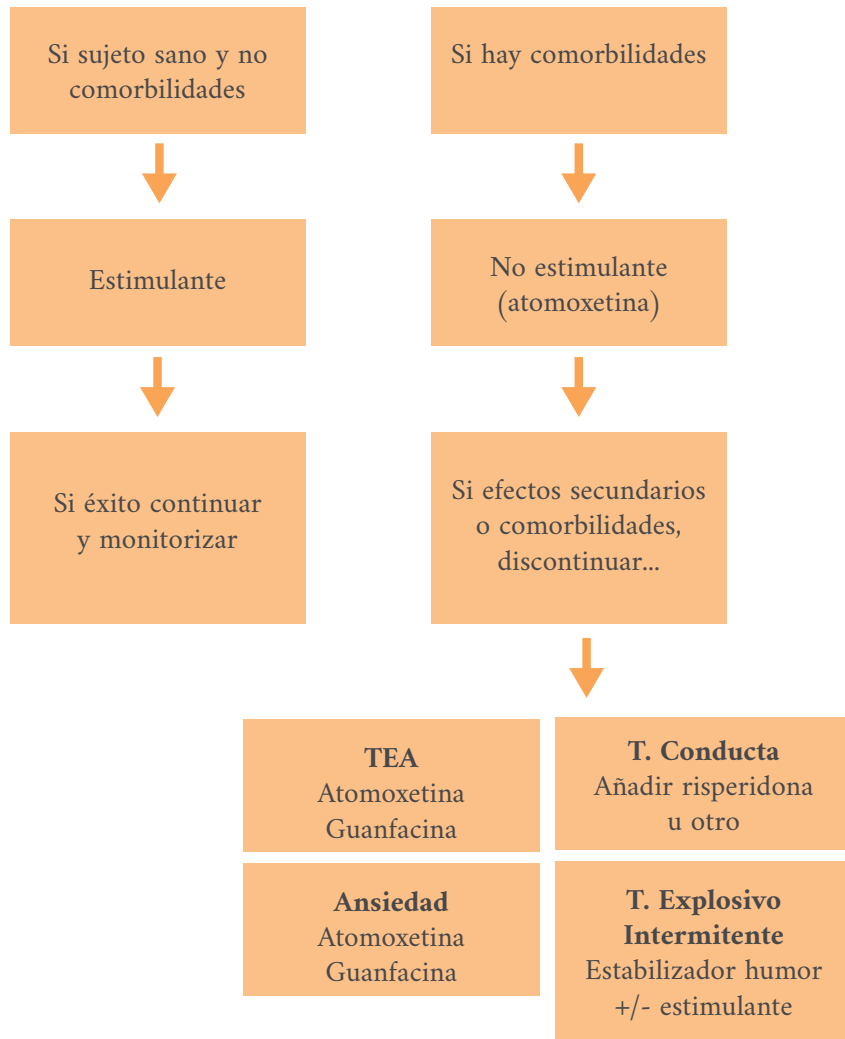 Si sujeto sano y no
comorbilidades
Si hay comorbilidades
Estimulante
No estimulante
(atomoxetina)
Si éxito continuar
y monitorizar
Si efectos secundarios
o comorbilidades,
discontinuar...
TEA
Atomoxetina
Guanfacina
T. Conducta
Añadir risperidona
u otro
Ansiedad
Atomoxetina
Guanfacina
T. Explosivo
Intermitente
Estabilizador humor
+/- estimulante